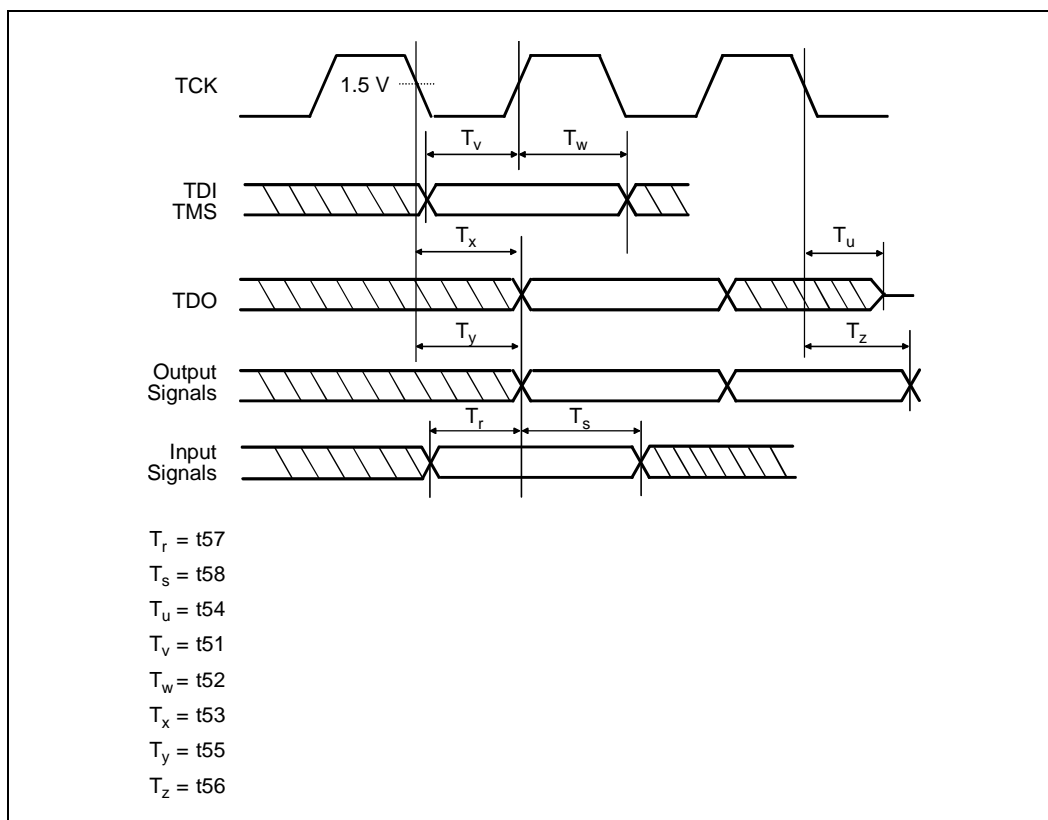 TCK
1.5 V
Tv
Tw
TDI
TMS
Tx
Tu
TDO
Ty
Tz
Output
Signals
Tr
Ts
Input
Signals
Tr = t57
Ts = t58
Tu = t54
Tv = t51
Tw = t52
Tx = t53
Ty = t55
Tz = t56